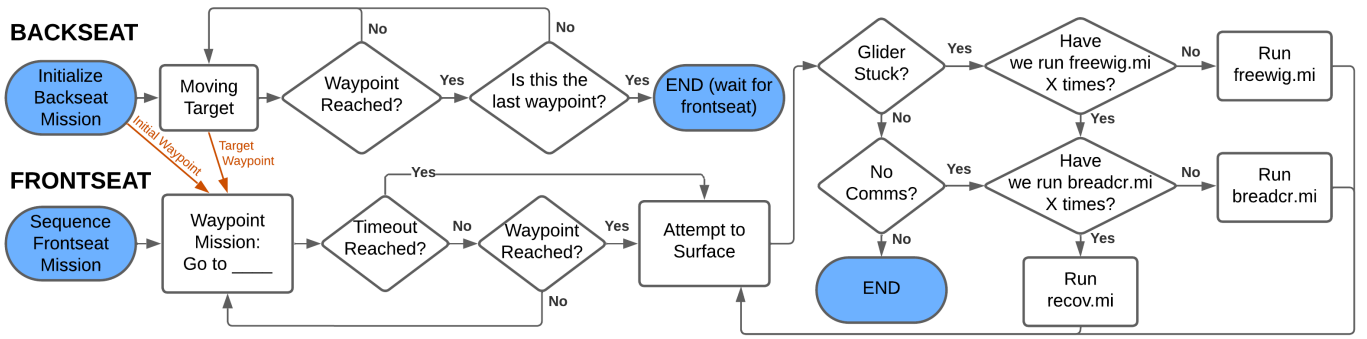 BACKSEAT
Initialize
Backseat
Mission
Moving
Target
Waypoint
Reached?
No
Yes
Is this the
last waypoint?
No
Yes
END (wait for
frontseat)
Initial Waypoint
Target
Waypoint
FRONTSEAT
Sequence
Frontseat
Mission
Waypoint
Mission:
Go to ____
Timeout
Reached?
Yes
No
Waypoint
Reached?
No
Yes
Attempt to
Surface
Glider
Stuck?
Yes
No
Have
we run freewig.mi
X times?
No
Yes
Run
freewig.mi
No
Comms?
Yes
No
Have
we run breadcr.mi
X times?
No
Yes
Run
breadcr.mi
END
Run
recov.mi